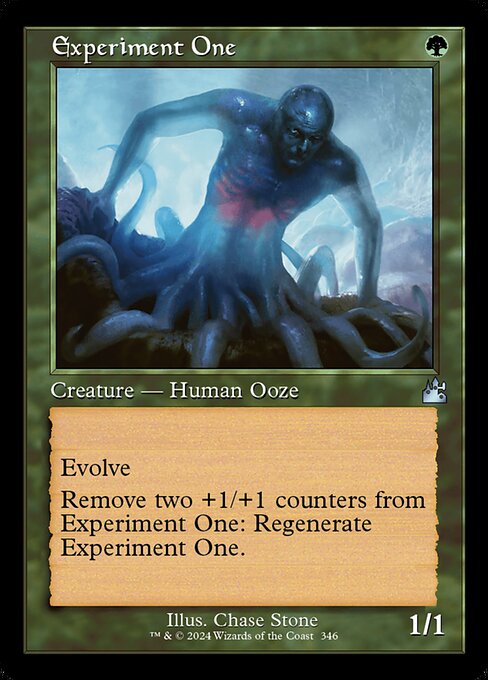 Experiment One
Creature — Human Ooze
Evolve
Remove two +1/+1 counters from
Experiment One: Regenerate
Experiment One.
Illus. Chase Stone
™ & © 2024 Wizards of the Coast 346
1/1